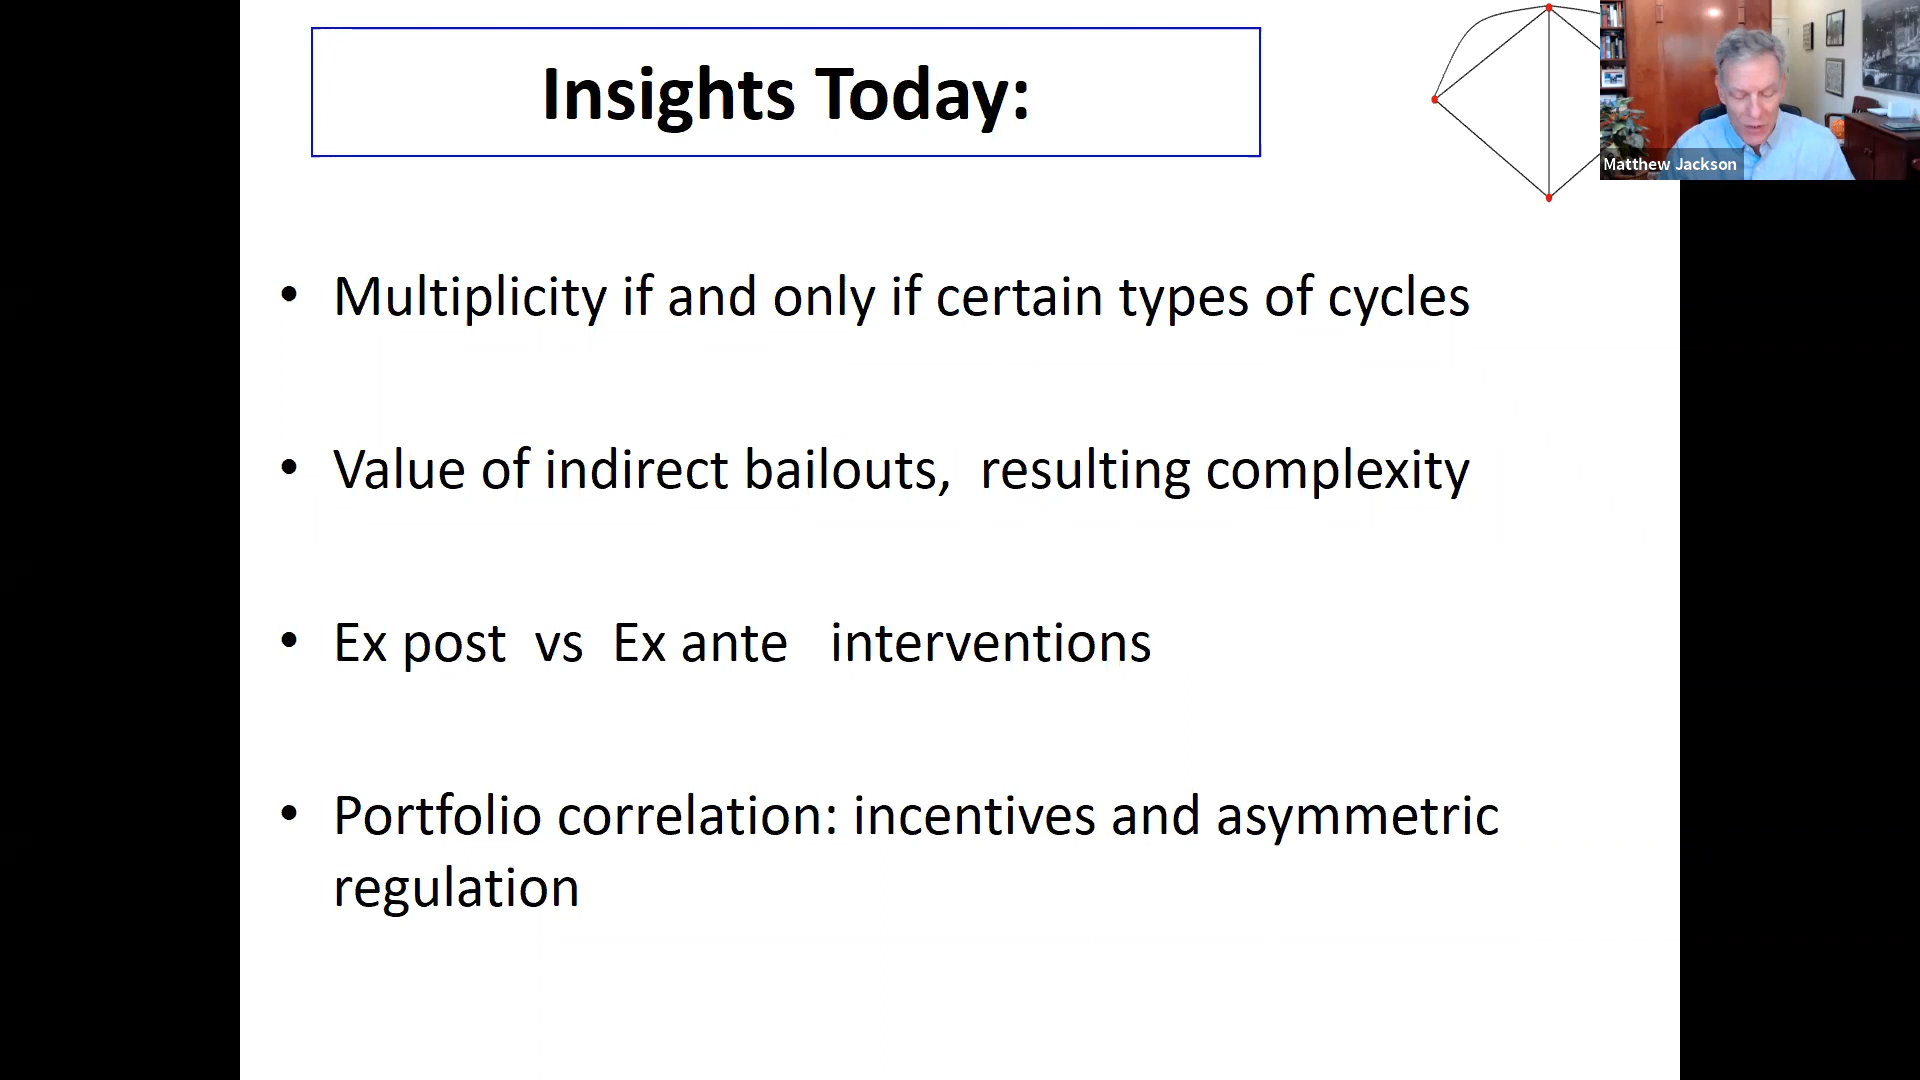 Insights Today:
Matthew Jackson
• Multiplicity if and only if certain types of cycles
• Value of indirect bailouts, resulting complexity
• Ex post vs Ex ante interventions
• Portfolio correlation: incentives and asymmetric
regulation